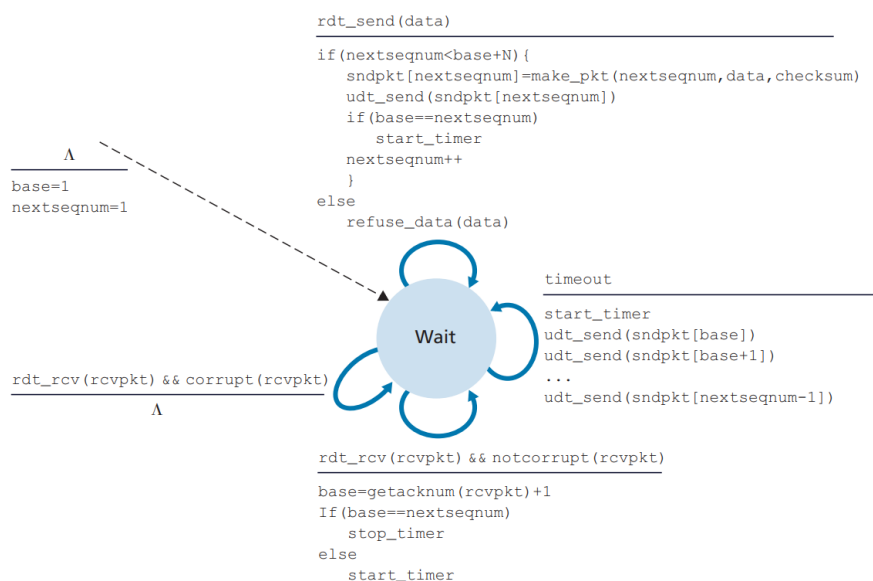 rdt_send(data)
if(nextseqnum<base+N){
sndpkt[nextseqnum]=make_pkt(nextseqnum,data,checksum)
udt_send(sndpkt[nextseqnum])
if(base==nextseqnum)
start_timer
nextseqnum++
}
else
refuse_data(data)
Λ
base=1
nextseqnum=1
timeout
start_timer
udt_send(sndpkt[base])
udt_send(sndpkt[base+1])
...
udt_send(sndpkt[nextseqnum-1])
Wait
rdt_rcv(rcvpkt) && corrupt(rcvpkt)
Λ
rdt_rcv(rcvpkt) && notcorrupt(rcvpkt)
base=getacknum(rcvpkt)+1
If(base==nextseqnum)
stop_timer
else
start_timer